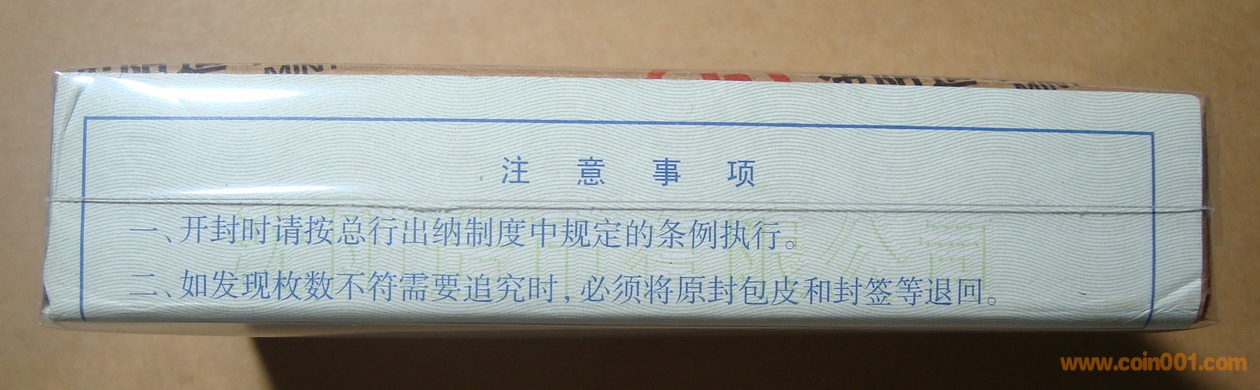 MINT
MINT
注意事项
一、开封时请按总行出纳制度中规定的条例执行。
二、如发现枚数不符需要追究时,必须将原封包皮和封签等退回。
www.coin001.com